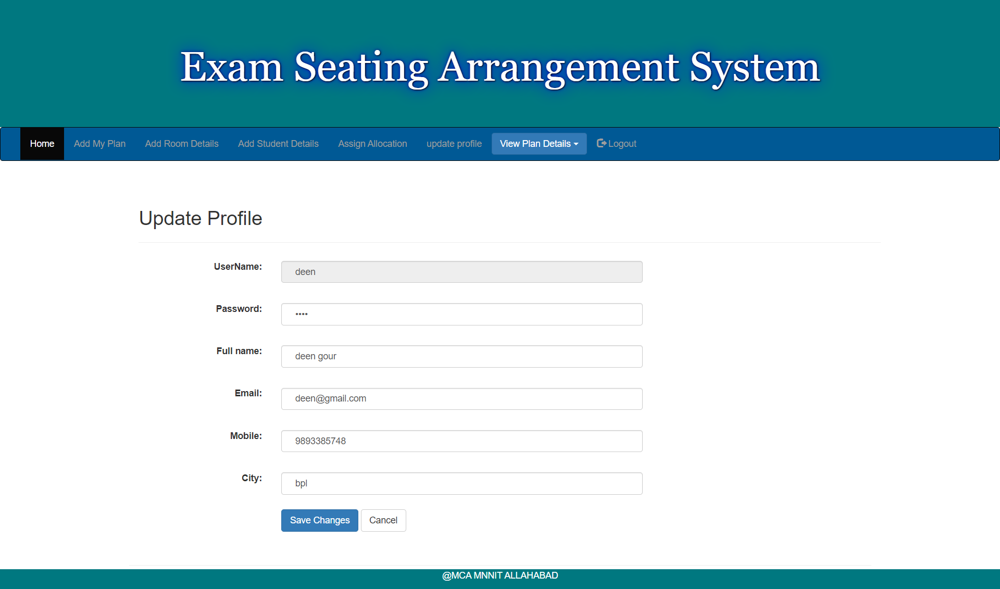 Exam Seating Arrangement System
Home Add My Plan Add Room Details Add Student Details Assign Allocation update profile View Plan Details Logout
Update Profile
UserName: deen
Password: ••••
Full name: deen gour
Email: deen@gmail.com
Mobile: 9893385748
City: bpl
Save Changes Cancel
@MCA MNNIT ALLAHABAD